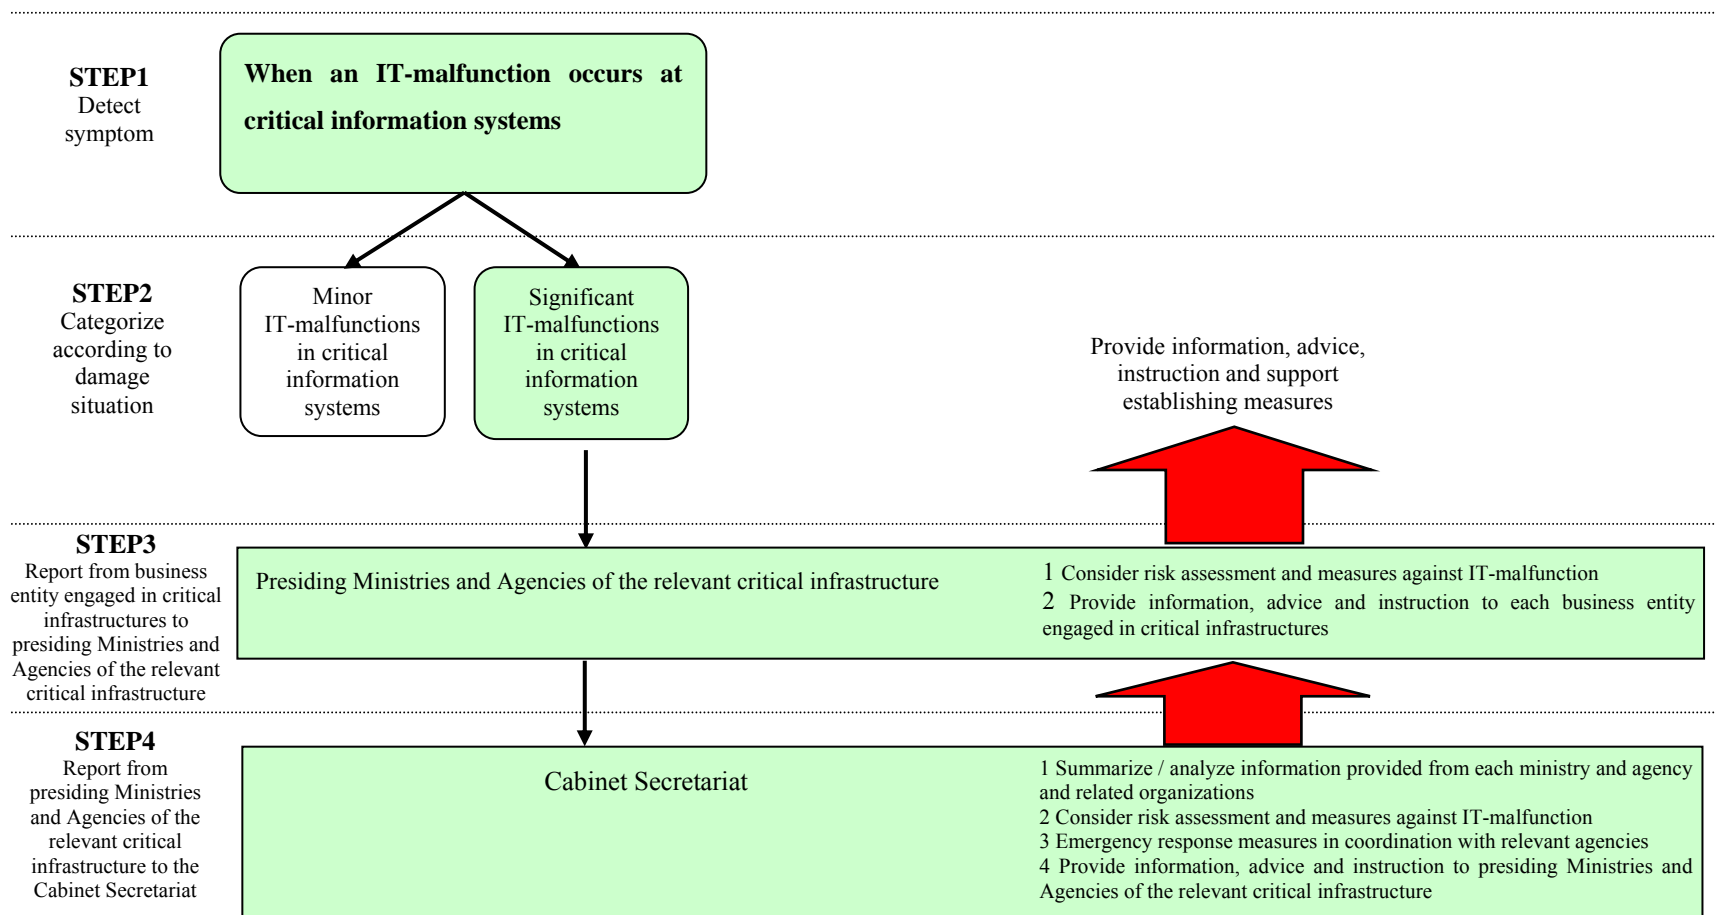 STEP1
Detect
symptom
When an IT-malfunction occurs at
critical information systems
STEP2
Categorize
according to
damage
situation
Minor
IT-malfunctions
in critical
information
systems
Significant
IT-malfunctions
in critical
information
systems
Provide information, advice,
instruction and support
establishing measures
STEP3
Report from business
entity engaged in critical
infrastructures to
presiding Ministries and
Agencies of the relevant
critical infrastructure
Presiding Ministries and Agencies of the relevant critical infrastructure
1 Consider risk assessment and measures against IT-malfunction
2 Provide information, advice and instruction to each business entity
engaged in critical infrastructures
STEP4
Report from
presiding Ministries
and Agencies of the
relevant critical
infrastructure to the
Cabinet Secretariat
Cabinet Secretariat
1 Summarize / analyze information provided from each ministry and agency
and related organizations
2 Consider risk assessment and measures against IT-malfunction
3 Emergency response measures in coordination with relevant agencies
4 Provide information, advice and instruction to presiding Ministries and
Agencies of the relevant critical infrastructure